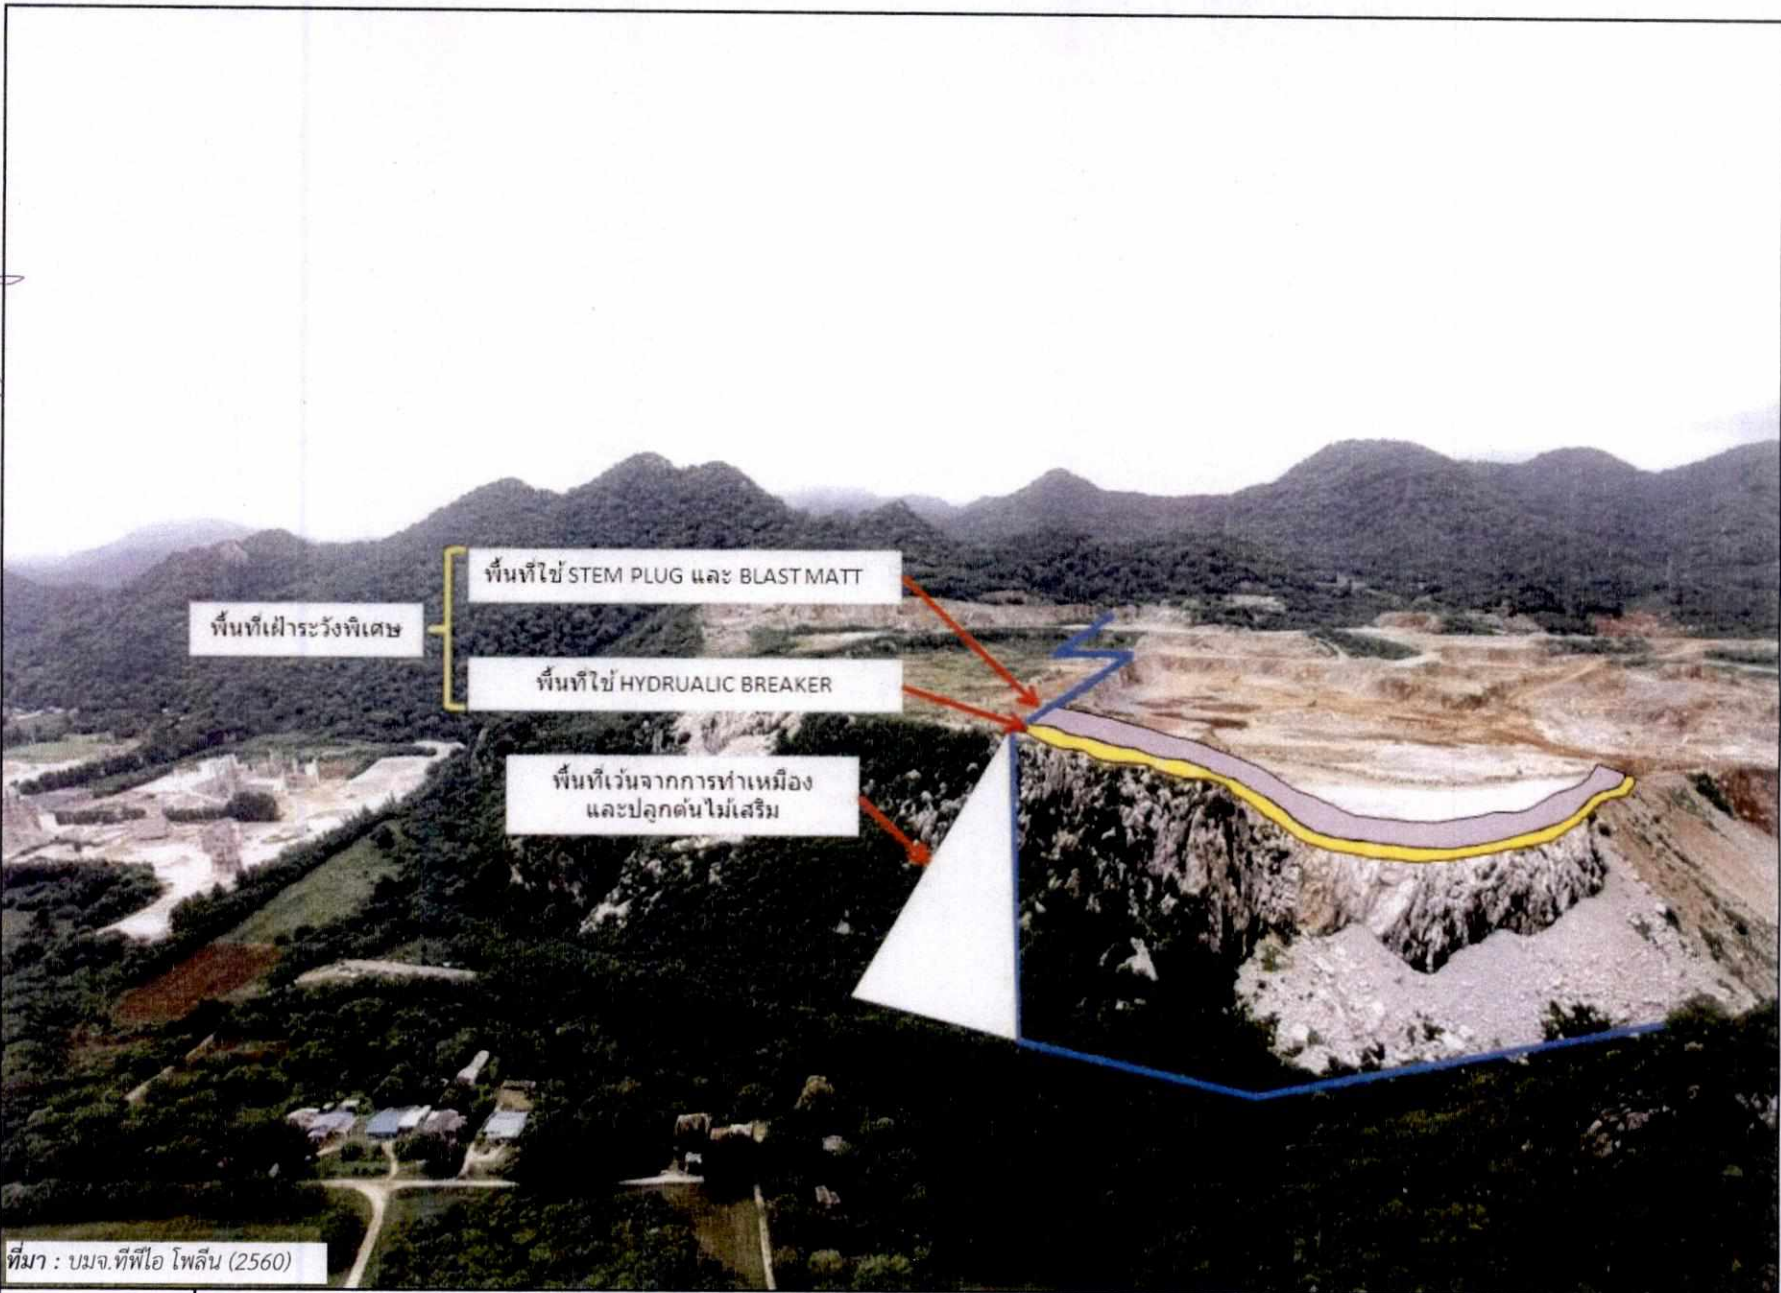 พื้นที่ใช้ STEM PLUG และ BLAST MATT
พื้นที่เฝ้าระวังพิเศษ
พื้นที่ใช้ HYDRUALIC BREAKER
พื้นที่เว้นจากการทำเหมือง
และปลูกต้นไม้เสริม
ที่มา : บมจ.ทีพีไอ โพลีน (2560)